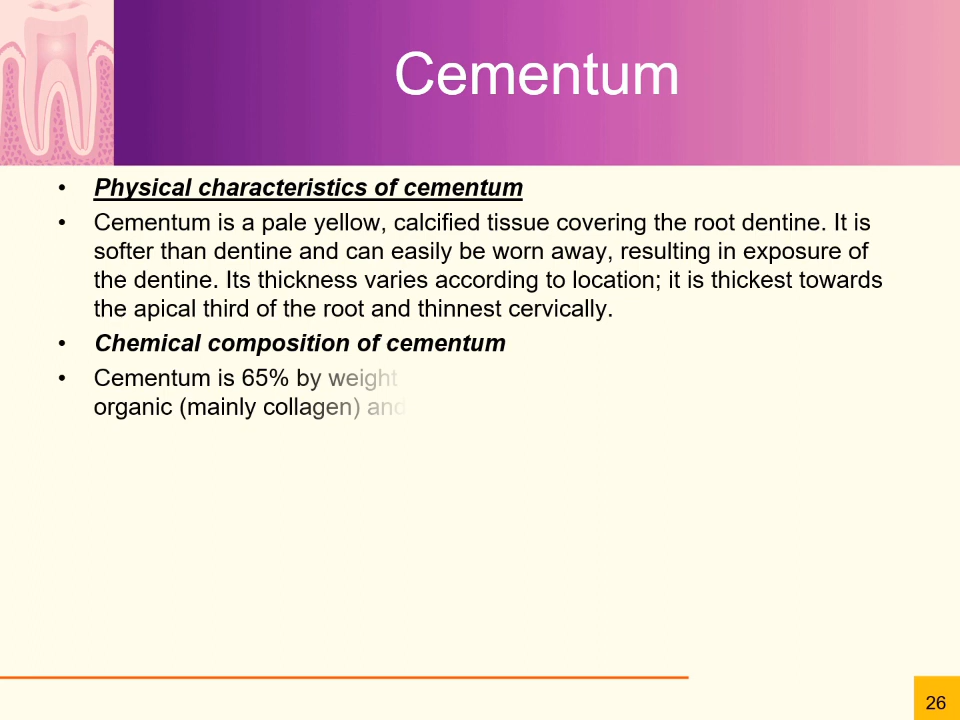 Cementum
• Physical characteristics of cementum
• Cementum is a pale yellow, calcified tissue covering the root dentine. It is
softer than dentine and can easily be worn away, resulting in exposure of
the dentine. Its thickness varies according to location; it is thickest towards
the apical third of the root and thinnest cervically.
• Chemical composition of cementum
• Cementum is 65% by weight
organic (mainly collagen) and
26